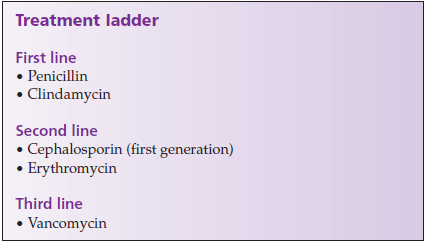 Treatment ladder
First line
• Penicillin
• Clindamycin
Second line
• Cephalosporin (first generation)
• Erythromycin
Third line
• Vancomycin